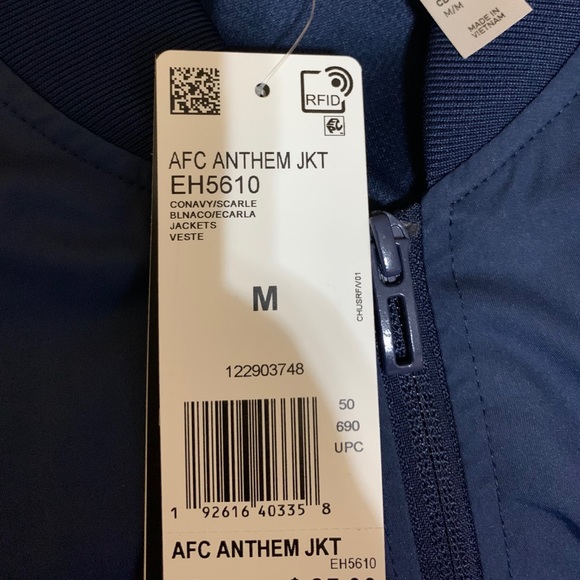 M/M
MADE IN
VIETNAM
RFID
AFC ANTHEM JKT
EH5610
CONAVY/SCARLE
BLNACO/ECARLA
JACKETS
VESTE
M
CHUSRF/V01
122903748
50
690
UPC
1 92616 40335 8
AFC ANTHEM JKT
EH5610